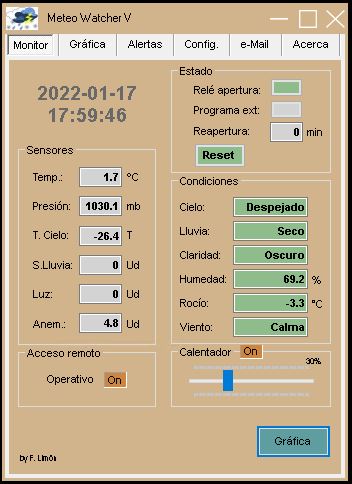 Meteo Watcher V
Monitor Gráfica Alertas Config. e-Mail Acerca
2022-01-17
17:59:46
Estado
Relé apertura:
Programa ext:
Reapertura: 0 min
Reset
Sensores
Temp.: 1.7 °C
Presión: 1030.1 mb
T. Cielo: -26.4 T
S.Lluvia: 0 Ud
Luz: 0 Ud
Anem.: 4.8 Ud
Condiciones
Cielo: Despejado
Lluvia: Seco
Claridad: Oscuro
Humedad: 69.2 %
Rocío: -3.3 °C
Viento: Calma
Acceso remoto
Operativo On
Calentador On
30%
Gráfica
by F. Limón